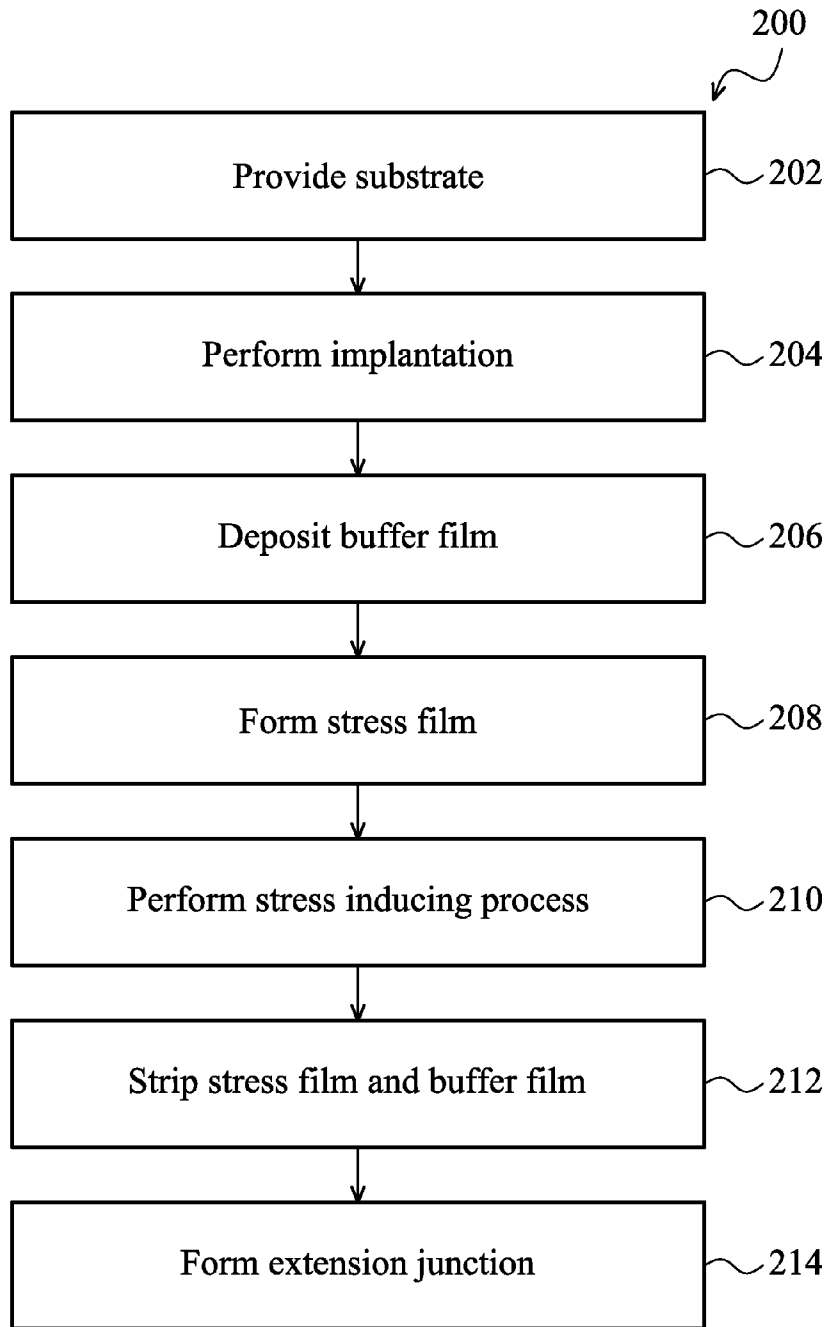 200
Provide substrate 202
Perform implantation 204
Deposit buffer film 206
Form stress film 208
Perform stress inducing process 210
Strip stress film and buffer film 212
Form extension junction 214